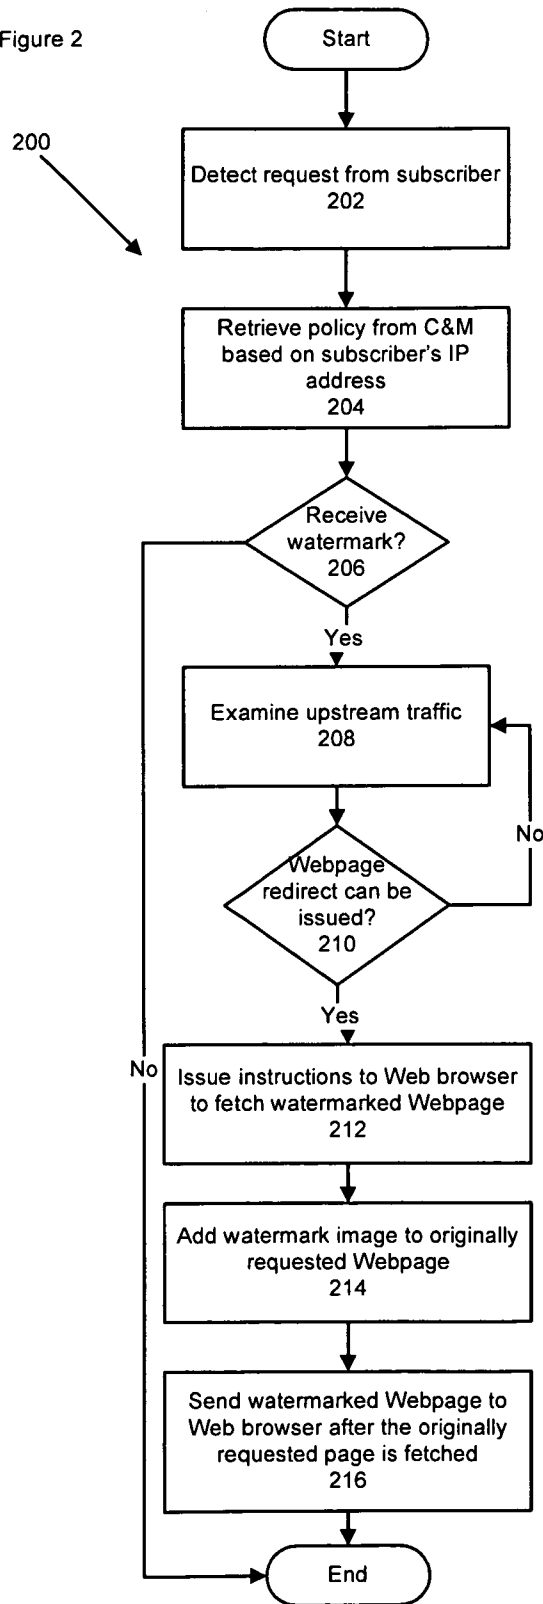 Figure 2
Start
200
Detect request from subscriber
202
Retrieve policy from C&M
based on subscriber's IP
address
204
Receive
watermark?
206
Yes
Examine upstream traffic
208
No
Webpage
redirect can be
issued?
210
Yes
No
Issue instructions to Web browser
to fetch watermarked Webpage
212
Add watermark image to originally
requested Webpage
214
Send watermarked Webpage to
Web browser after the originally
requested page is fetched
216
End